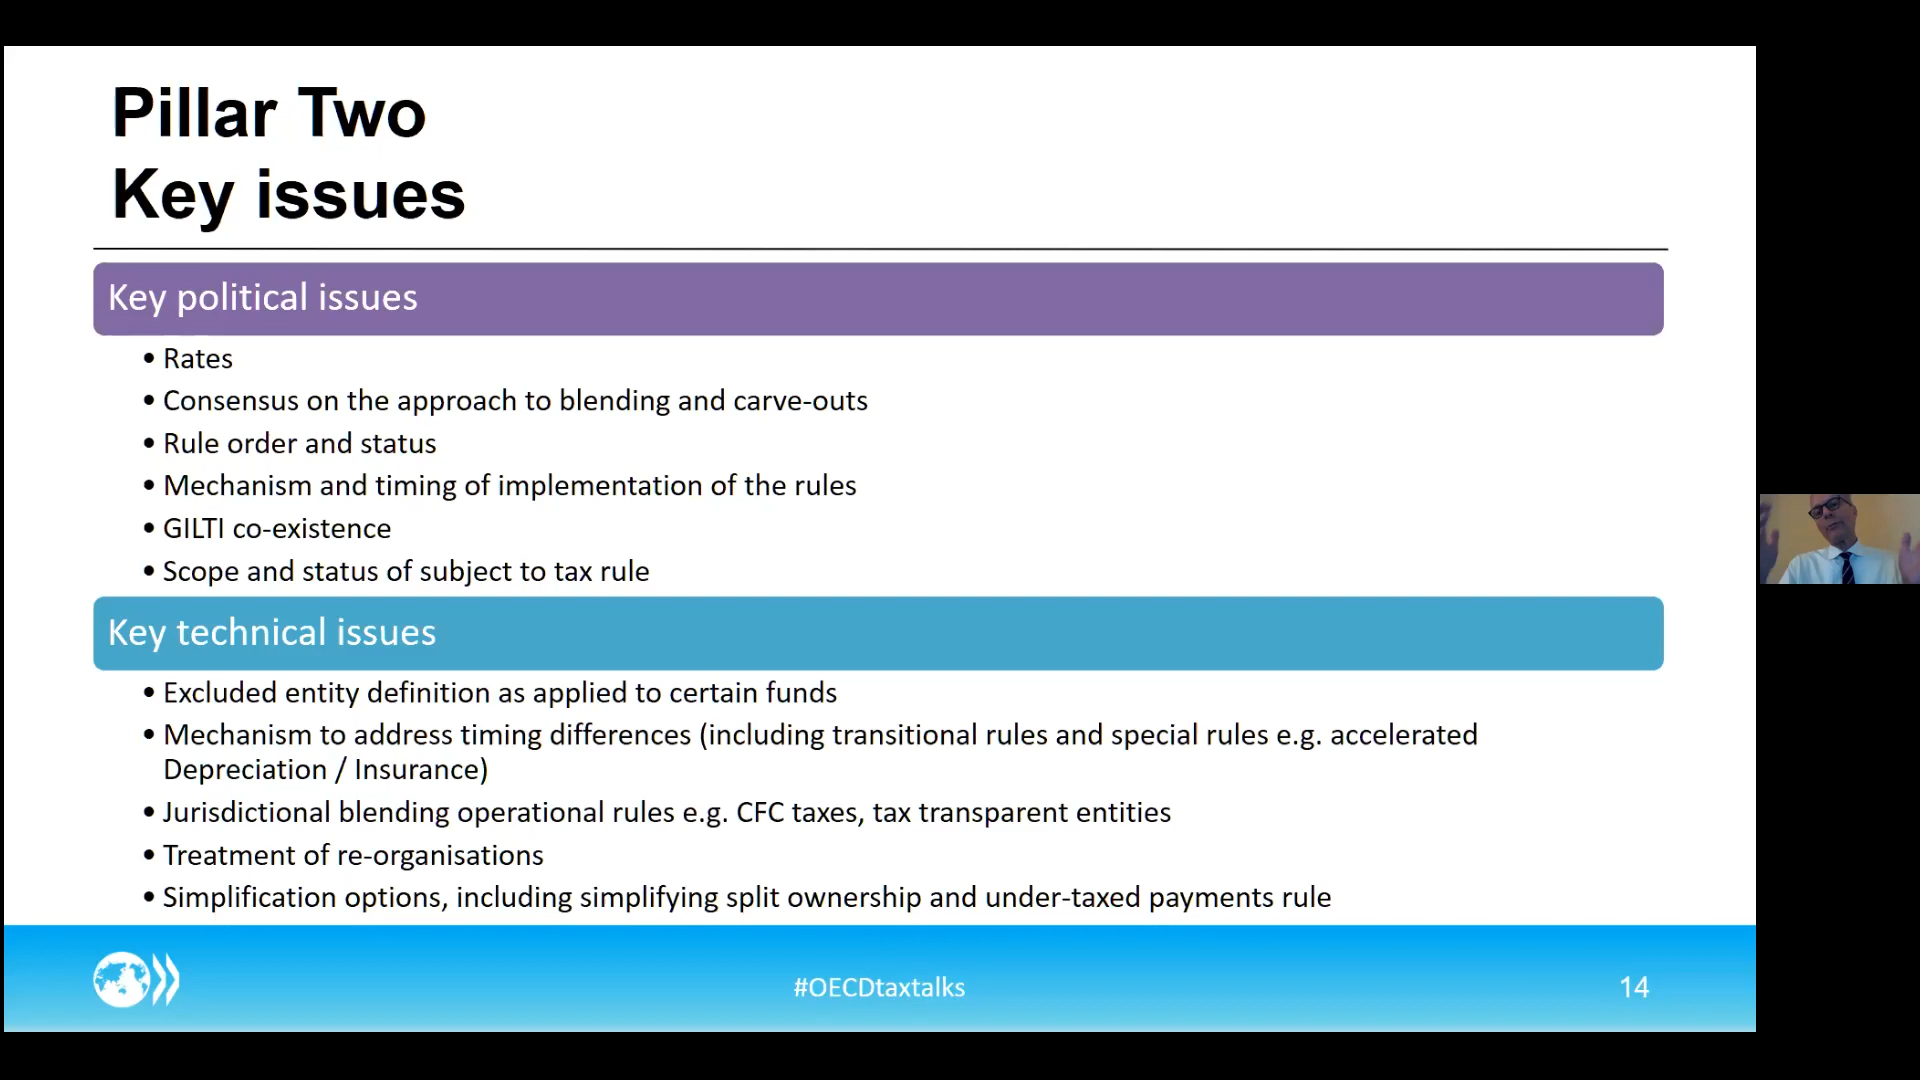 Pillar Two
Key issues
Key political issues
• Rates
• Consensus on the approach to blending and carve-outs
• Rule order and status
• Mechanism and timing of implementation of the rules
• GILTI co-existence
• Scope and status of subject to tax rule
Key technical issues
• Excluded entity definition as applied to certain funds
• Mechanism to address timing differences (including transitional rules and special rules e.g. accelerated
Depreciation / Insurance)
• Jurisdictional blending operational rules e.g. CFC taxes, tax transparent entities
• Treatment of re-organisations
• Simplification options, including simplifying split ownership and under-taxed payments rule
#OECDtaxtalks
14